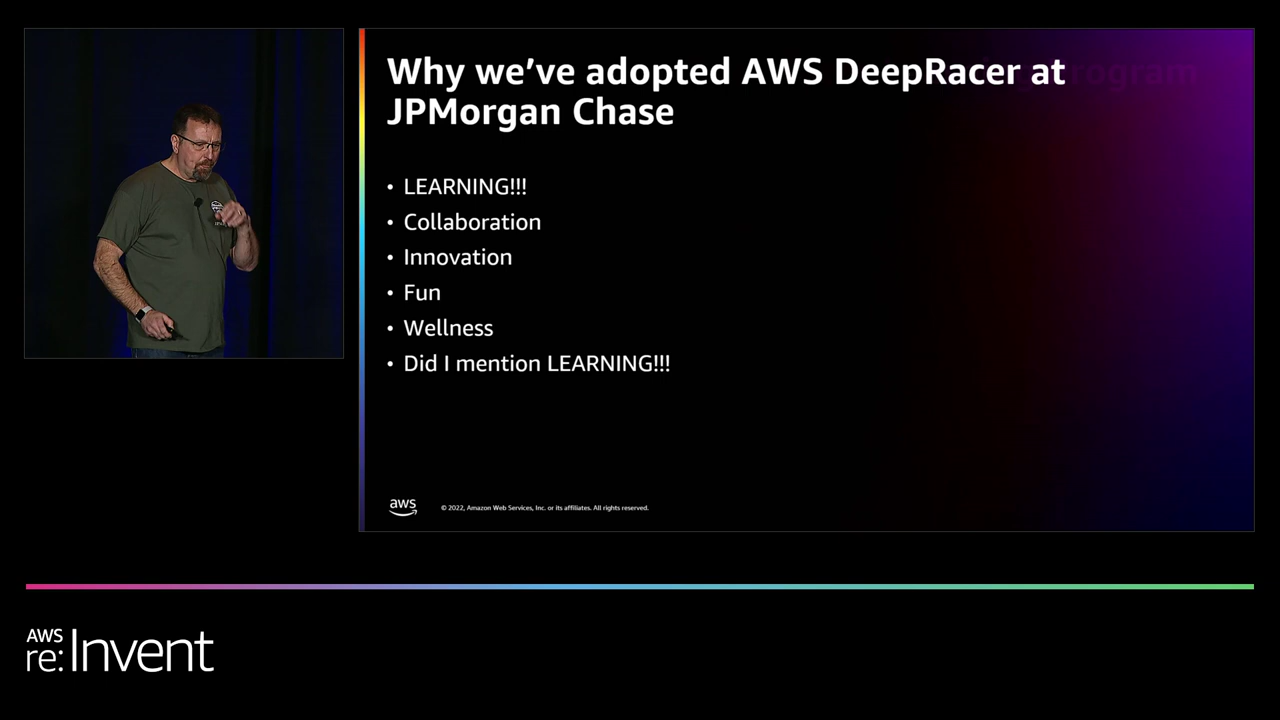 Why we've adopted AWS DeepRacer at
JPMorgan Chase
• LEARNING!!!
• Collaboration
• Innovation
• Fun
• Wellness
• Did I mention LEARNING!!!
aws
© 2022, Amazon Web Services, Inc. or its affiliates. All rights reserved.
AWS
re:Invent